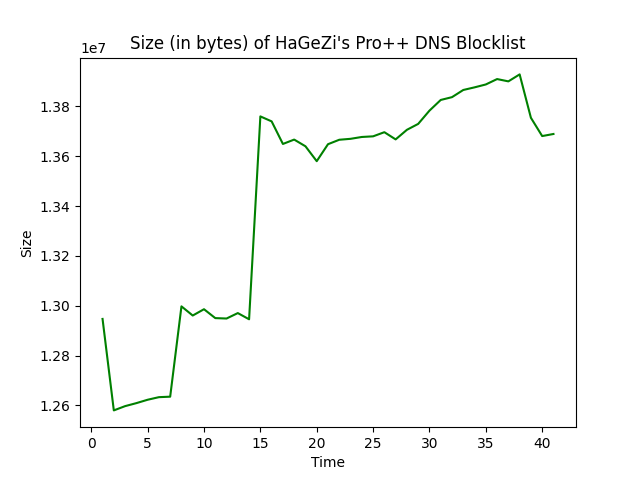 Size (in bytes) of HaGeZi's Pro++ DNS Blocklist
1e7
1.38
1.36
1.34
1.32
1.30
1.28
1.26
Size
0 5 10 15 20 25 30 35 40
Time